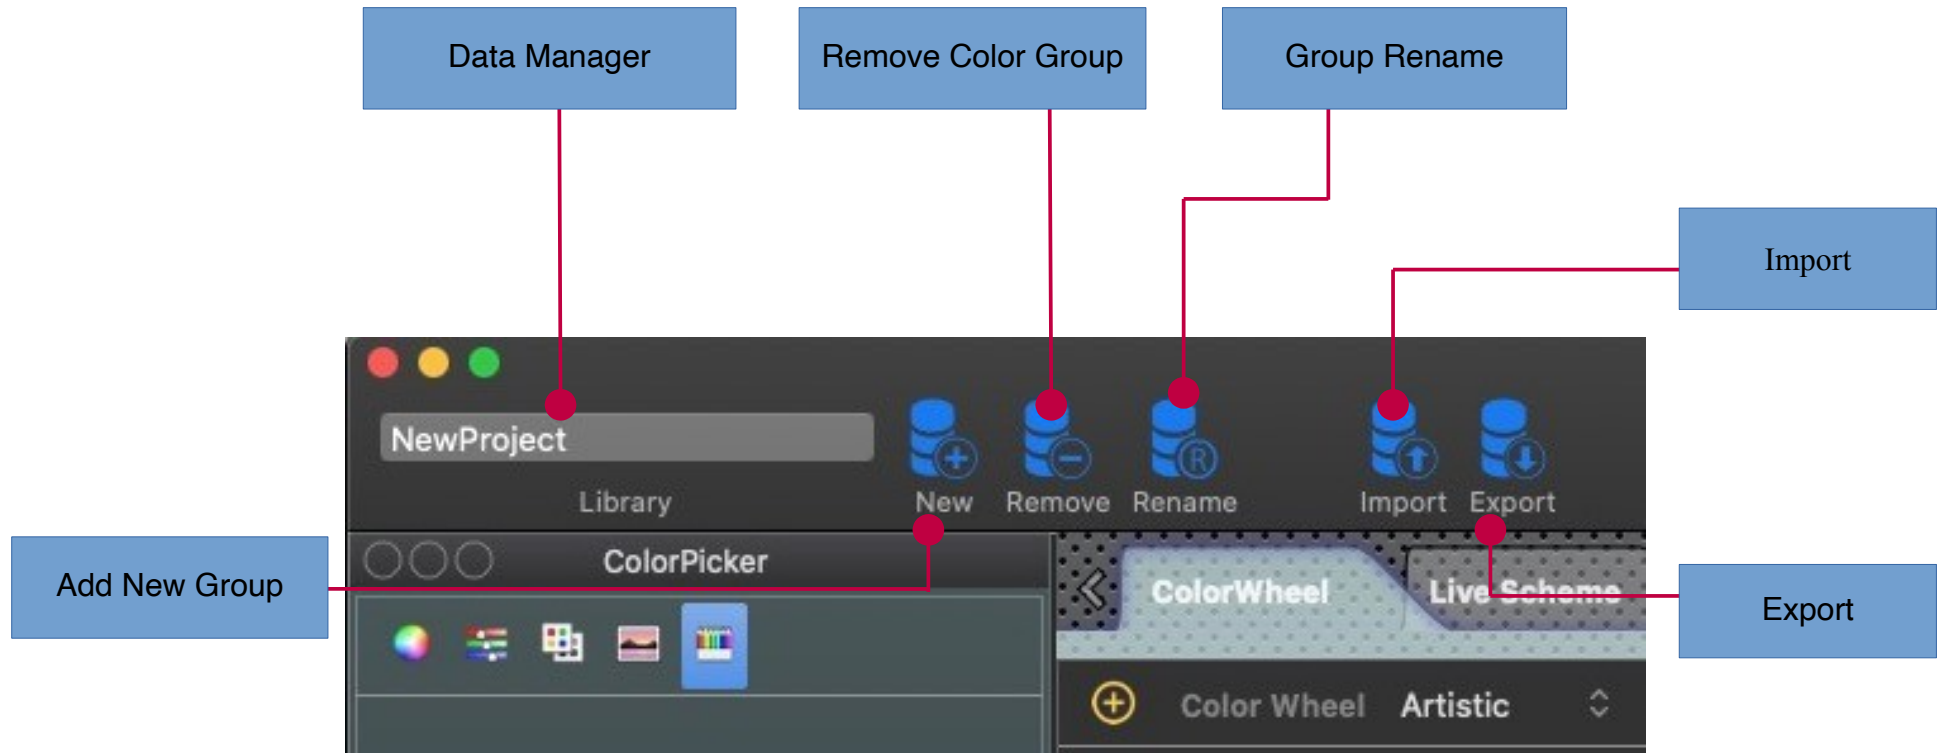 Data Manager
Remove Color Group
Group Rename
Import
NewProject
Library
New
Remove
Rename
Import
Export
Add New Group
ColorPicker
ColorWheel
Live Scheme
Export
Color Wheel
Artistic